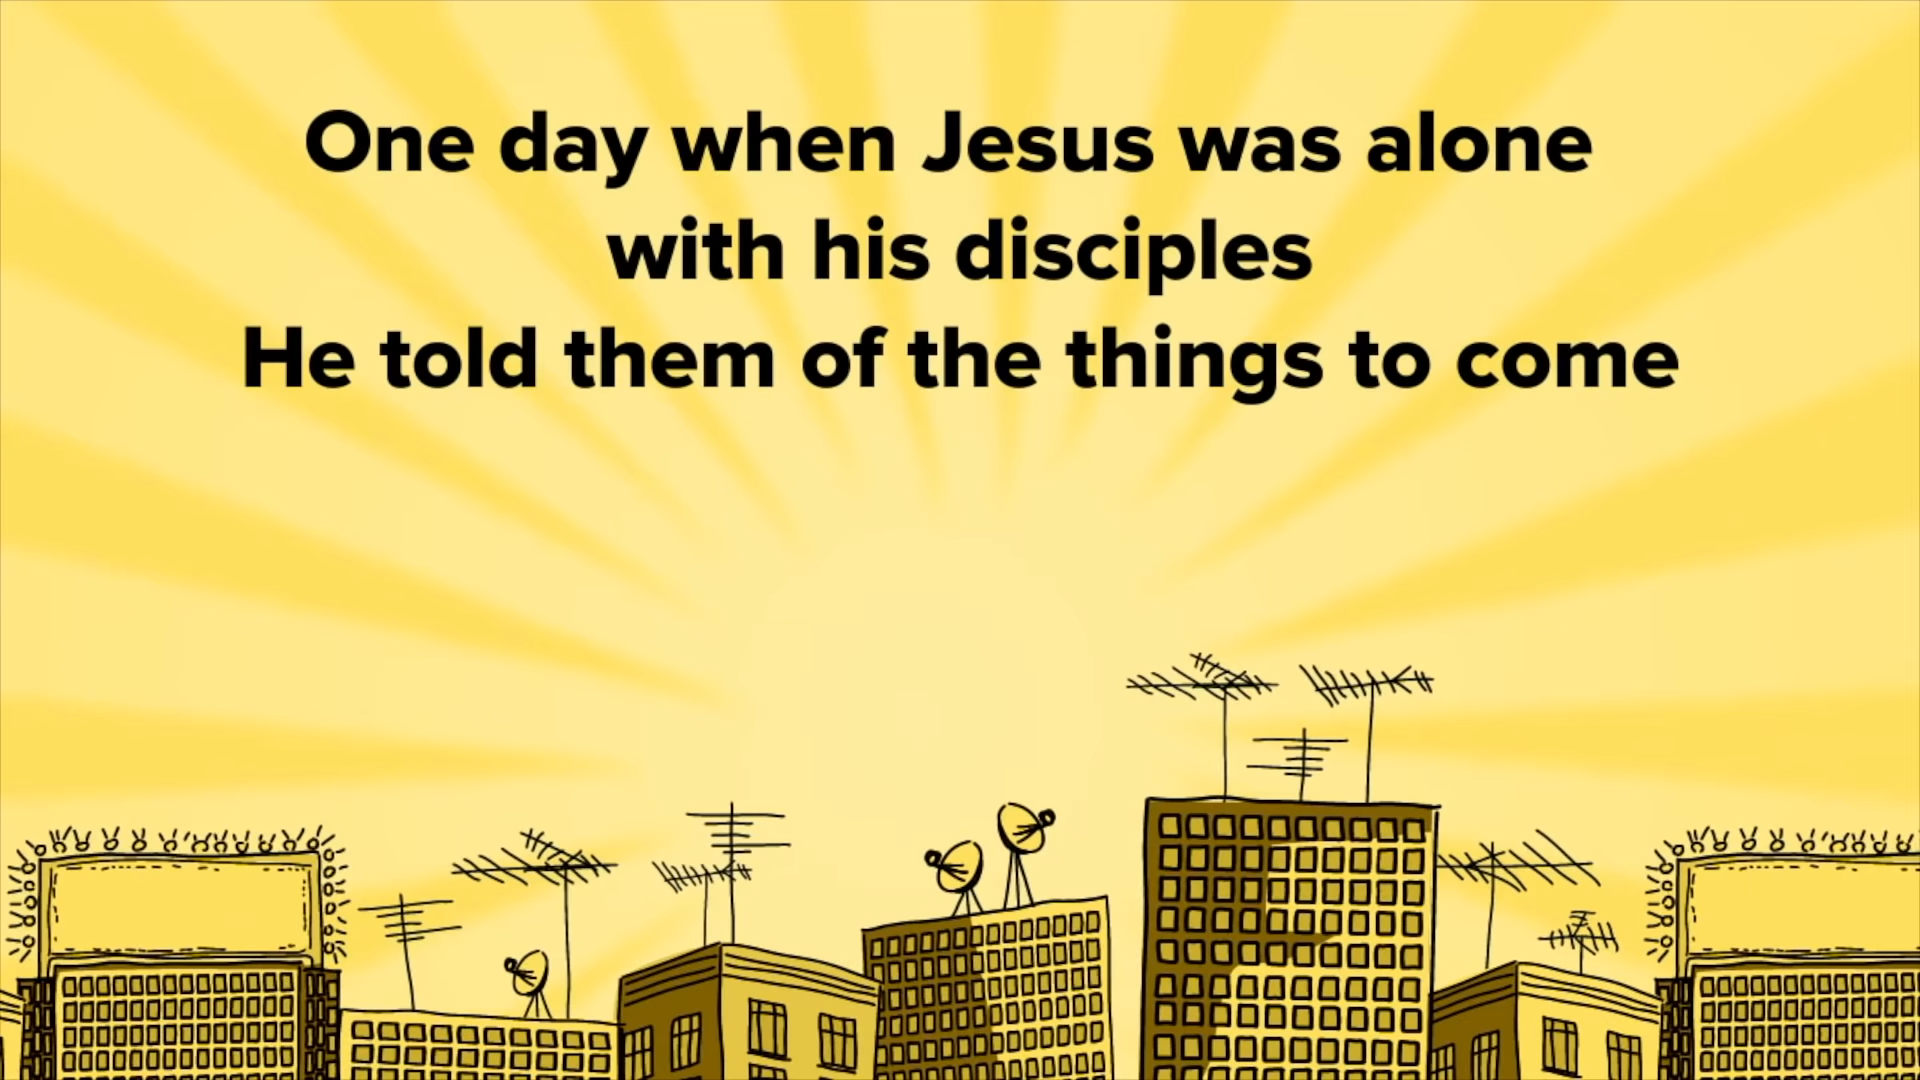 One day when Jesus was alone
with his disciples
He told them of the things to come